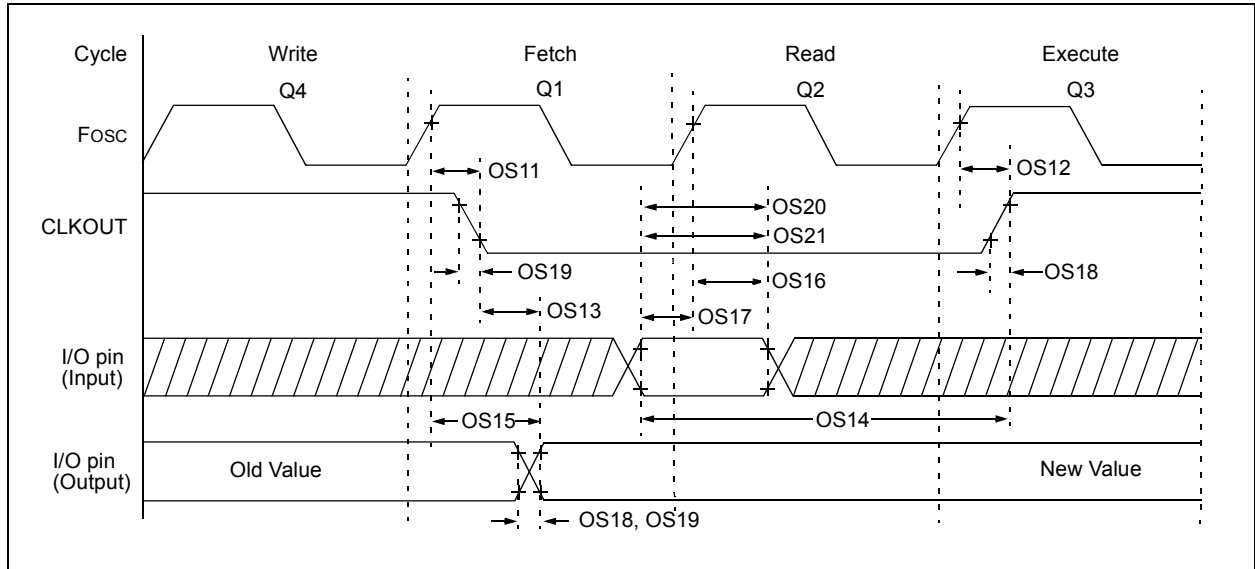 Cycle Write Fetch Read Execute
Q4 Q1 Q2 Q3
Fosc
OS11 OS12
CLKOUT
OS20
OS21
OS19 OS16 OS18
OS13 OS17
I/O pin
(Input)
OS15 OS14
I/O pin
(Output)
Old Value New Value
OS18, OS19